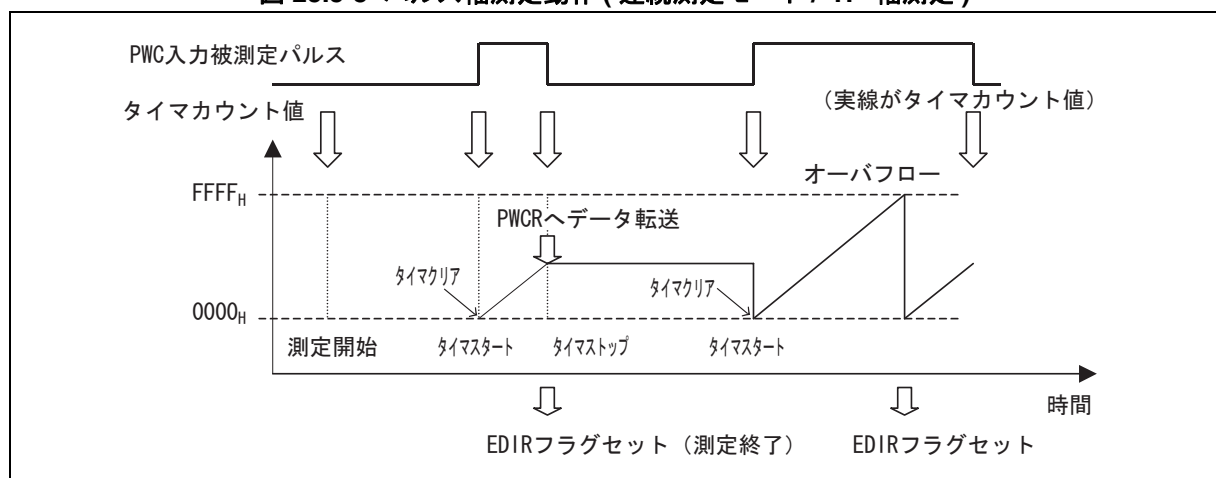 PWC入力被測定パルス
タイマカウント値
(実線がタイマカウント値)
オーバフロー
FFFFH
PWCRへデータ転送
タイマクリア
タイマクリア
0000H
測定開始
タイマスタート
タイマストップ
タイマスタート
時間
EDIRフラグセット（測定終了）
EDIRフラグセット